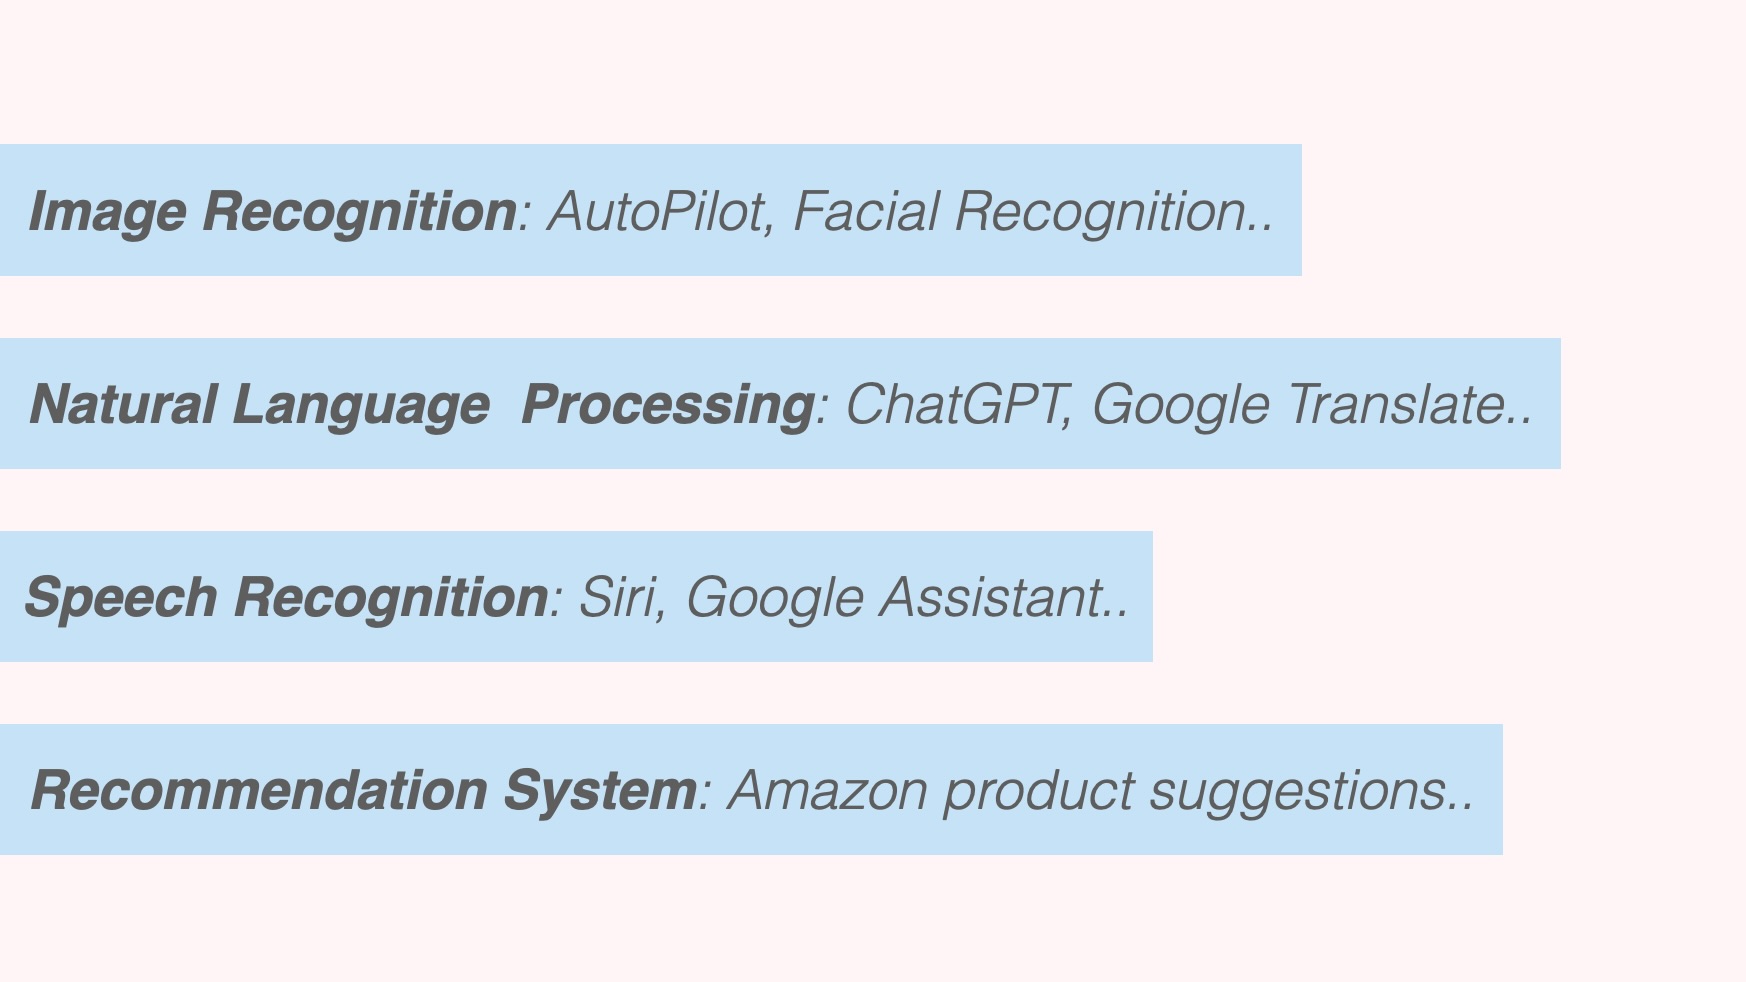 Image Recognition: AutoPilot, Facial Recognition..
Natural Language  Processing: ChatGPT, Google Translate..
Speech Recognition: Siri, Google Assistant..
Recommendation System: Amazon product suggestions..